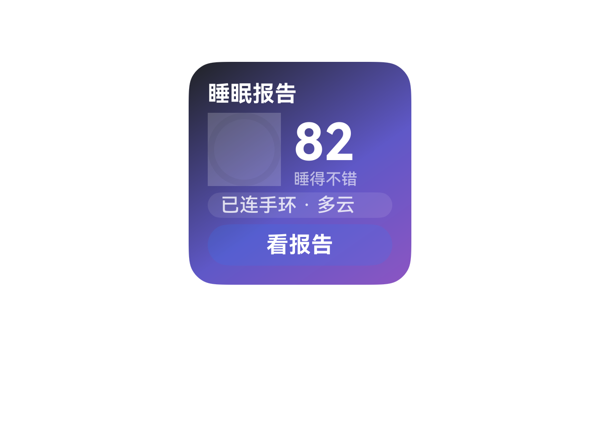 睡眠报告
82
睡得不错
已连手环 · 多云
看报告